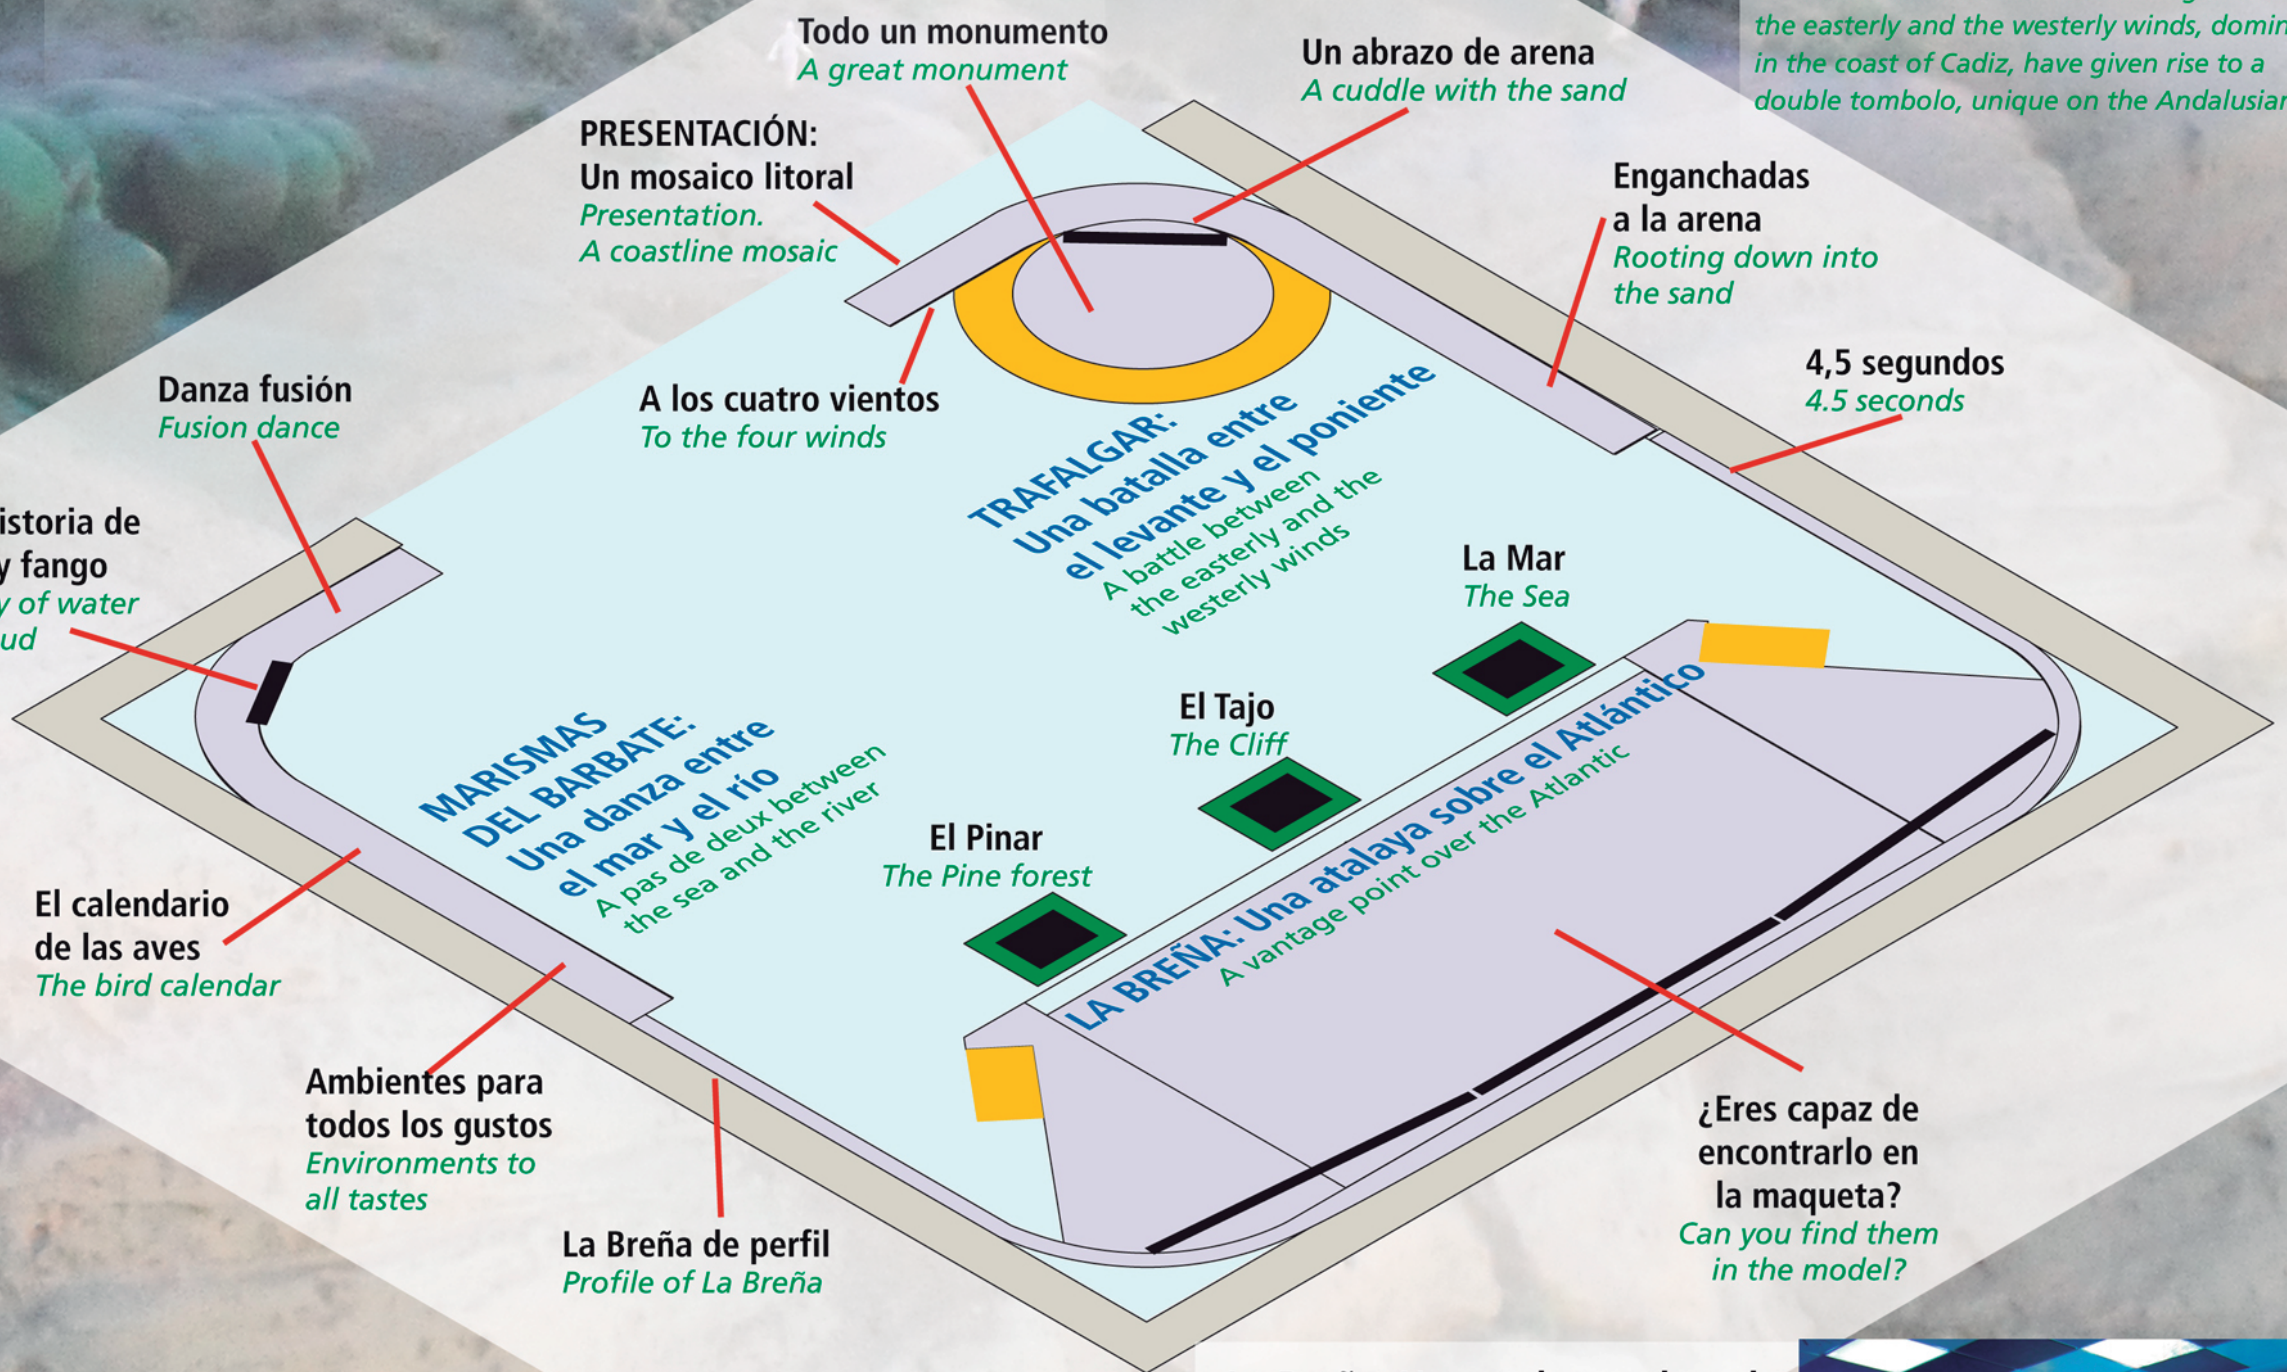 the easterly and the westerly winds,
in the coast of Cadiz, have given rise to a
double tombolo, unique on the
Todo un monumento
A great monument
Un abrazo de arena
A cuddle with the sand
PRESENTACIÓN:
Un mosaico litoral
Presentation.
A coastline mosaic
Enganchadas
a la arena
Rooting down into
the sand
4,5 segundos
4.5 seconds
A los cuatro vientos
To the four winds
Danza fusión
Fusion dance
istoria de
y fango
y of water
ud
TRAFALGAR:
Una batalla entre
el levante y el poniente
A battle between
the easterly and the
westerly winds
La Mar
The Sea
El Tajo
The Cliff
El Pinar
The Pine forest
MARISMAS
DEL BARBATE:
Una danza entre
el mar y el río
A pas de deux between
the sea and the river
LA BREÑA: Una atalaya sobre el Atlántico
A vantage point over the Atlantic
El calendario
de las aves
The bird calendar
Ambientes para
todos los gustos
Environments to
all tastes
La Breña de perfil
Profile of La Breña
¿Eres capaz de
encontrarlo en
la maqueta?
Can you find them
in the model?